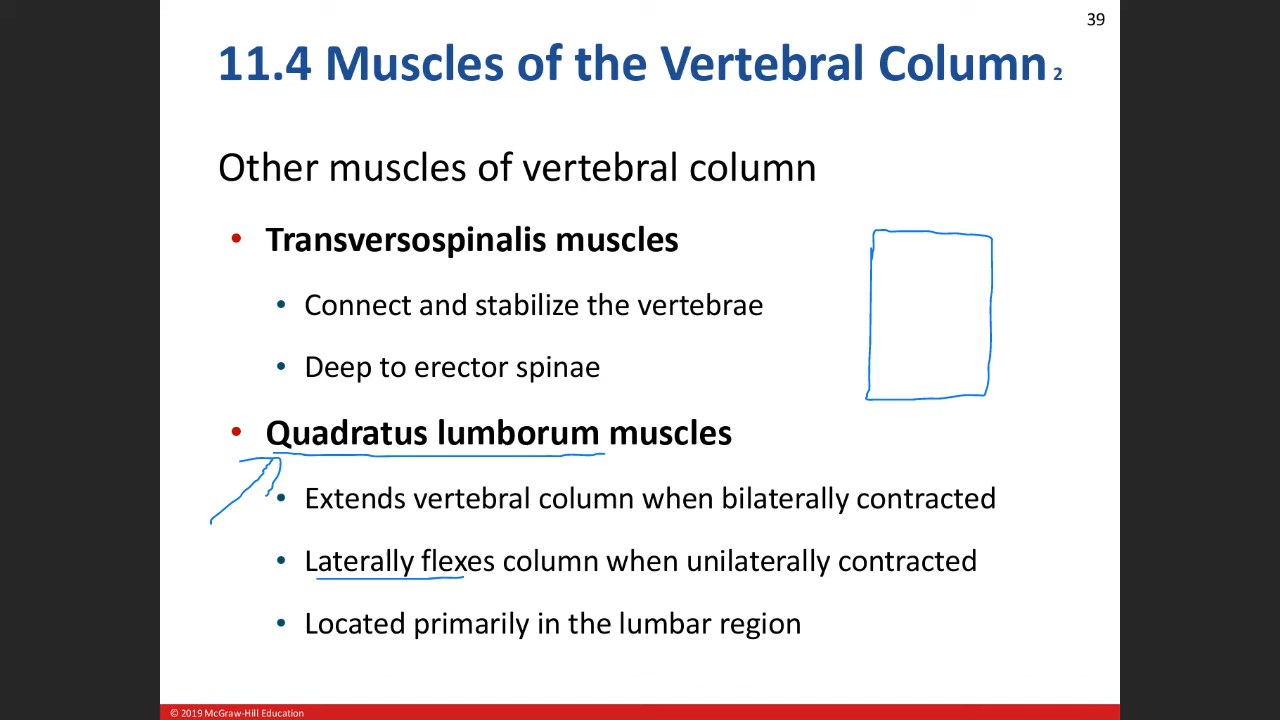 39
11.4 Muscles of the Vertebral Column 2
Other muscles of vertebral column
• Transversospinalis muscles
• Connect and stabilize the vertebrae
• Deep to erector spinae
• Quadratus lumborum muscles
• Extends vertebral column when bilaterally contracted
• Laterally flexes column when unilaterally contracted
• Located primarily in the lumbar region
© 2019 McGraw-Hill Education